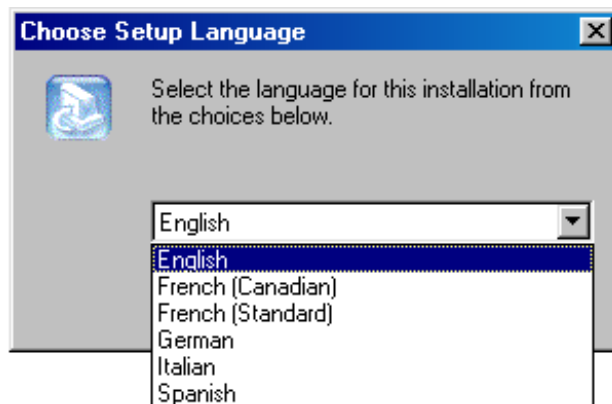 Choose Setup Language
Select the language for this installation from
the choices below.
English
English
French (Canadian)
French (Standard)
German
Italian
Spanish